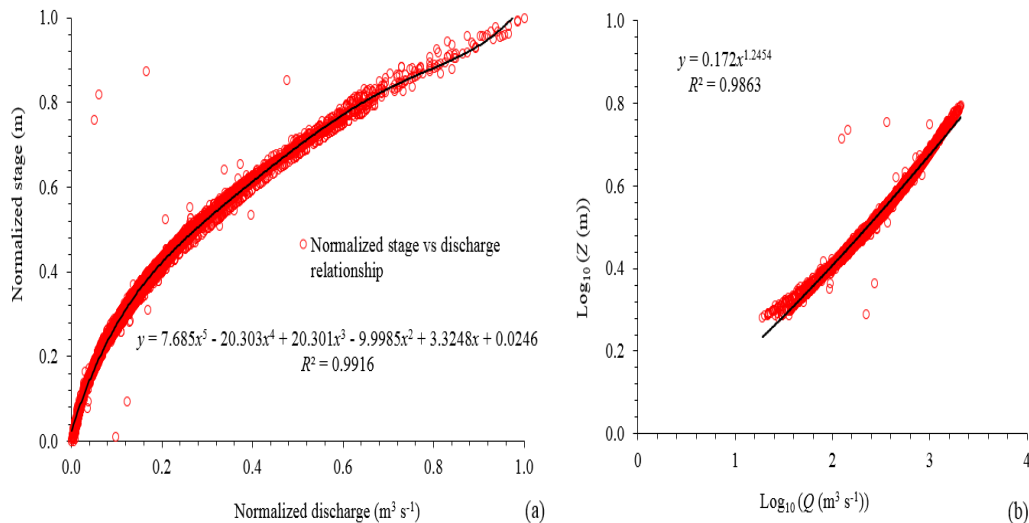 1.0
0.8
0.6
0.4
0.2
0.0
Normalized stage (m)
Normalized stage vs discharge
relationship
y = 7.685x⁵ - 20.303x⁴ + 20.301x³ - 9.9985x² + 3.3248x + 0.0246
R² = 0.9916
0.0 0.2 0.4 0.6 0.8 1.0
Normalized discharge (m³ s⁻¹)
(a)
1.0
0.8
0.6
0.4
0.2
0.0
Log₁₀ (Z (m))
y = 0.172x¹·²⁴⁵⁴
R² = 0.9863
0 1 2 3 4
Log₁₀ (Q (m³ s⁻¹))
(b)